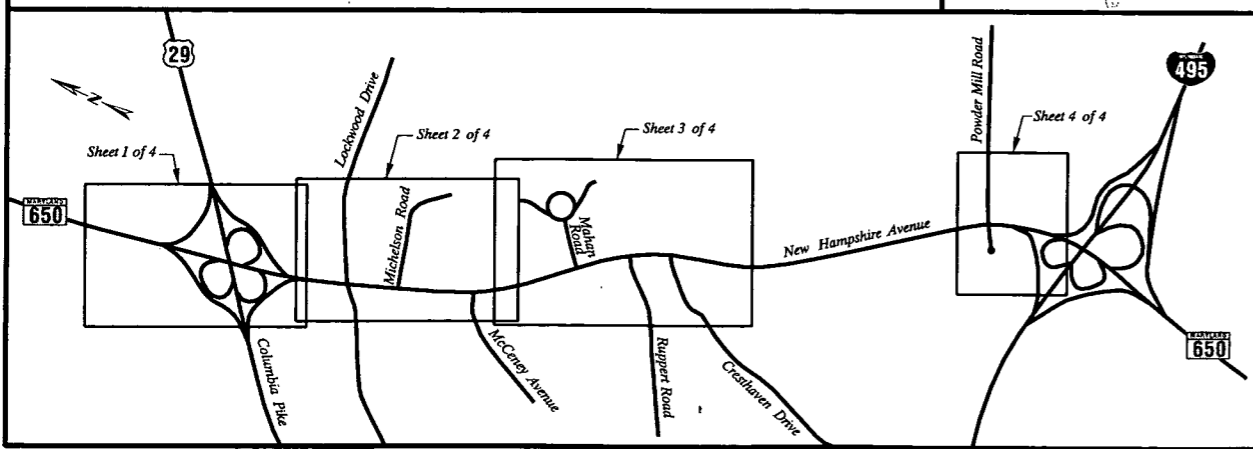 29
N
Sheet 1 of 4
MARYLAND
650
Lockwood Drive
Sheet 2 of 4
Michelson Road
Sheet 3 of 4
Mahan
Road
New Hampshire Avenue
Powder Mill Road
Sheet 4 of 4
495
Columbia Pike
McCeney Avenue
Ruppert Road
Cresthaven Drive
MARYLAND
650